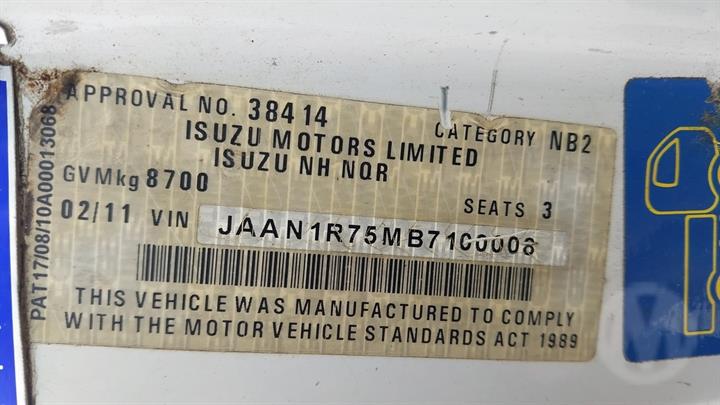 APPROVAL NO. 38414 CATEGORY NB2
ISUZU MOTORS LIMITED
ISUZU NH NQR
GVMkg 8700 SEATS 3
02/11 VIN JAAN1R75MB7100006
THIS VEHICLE WAS MANUFACTURED TO COMPLY
WITH THE MOTOR VEHICLE STANDARDS ACT 1989
PAT17/08/10A00013068